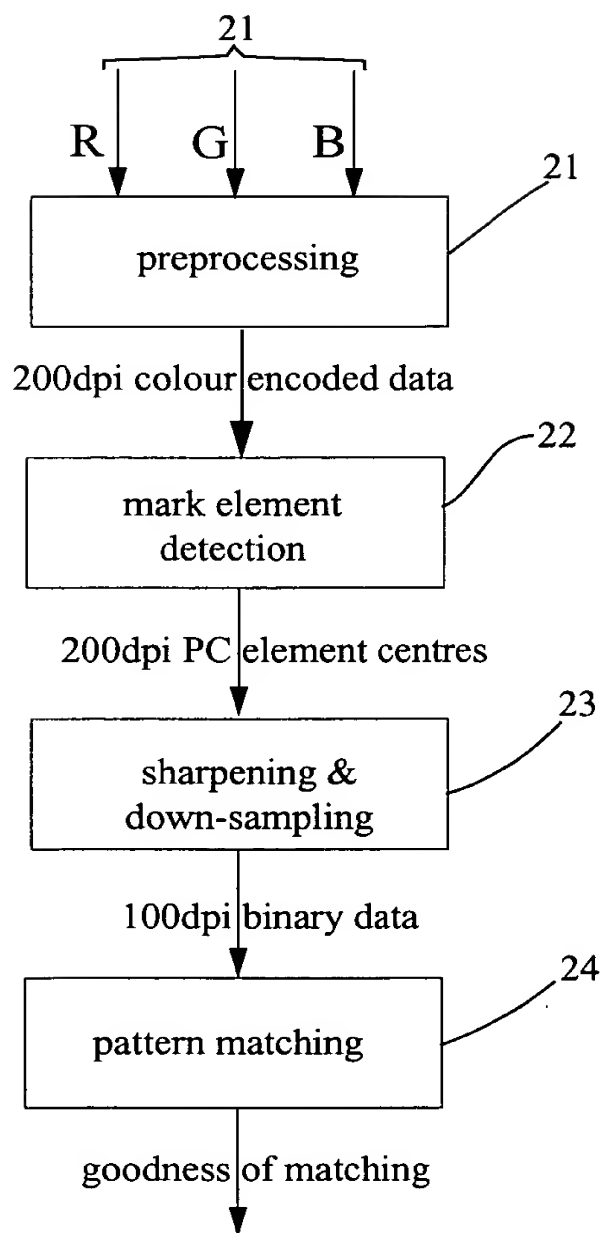 21
R G B
21
preprocessing
200dpi colour encoded data
22
mark element
detection
200dpi PC element centres
23
sharpening &
down-sampling
100dpi binary data
24
pattern matching
goodness of matching